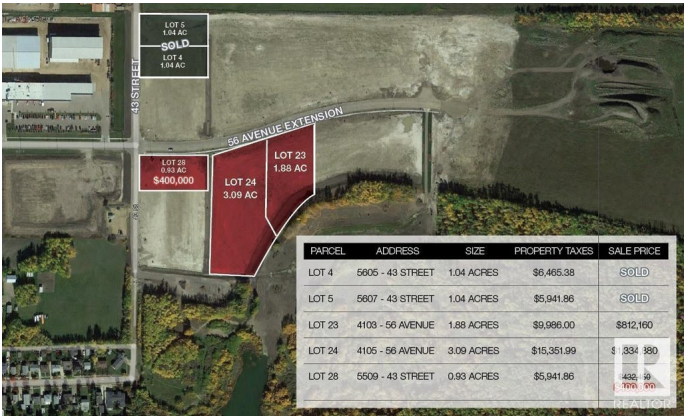 LOT 5
1.04 AC
SOLD
LOT 4
1.04 AC
43 STREET
56 AVENUE EXTENSION
LOT 28
0.93 AC
$400,000
LOT 24
3.09 AC
LOT 23
1.88 AC
PARCEL ADDRESS SIZE PROPERTY TAXES SALE PRICE
LOT 4 5605 - 43 STREET 1.04 ACRES $6,465.38 SOLD
LOT 5 5607 - 43 STREET 1.04 ACRES $5,941.86 SOLD
LOT 23 4103 - 56 AVENUE 1.88 ACRES $9,986.00 $812,160
LOT 24 4105 - 56 AVENUE 3.09 ACRES $15,351.99 $1,334,880
LOT 28 5509 - 43 STREET 0.93 ACRES $5,941.86
$400,000
REALTOR